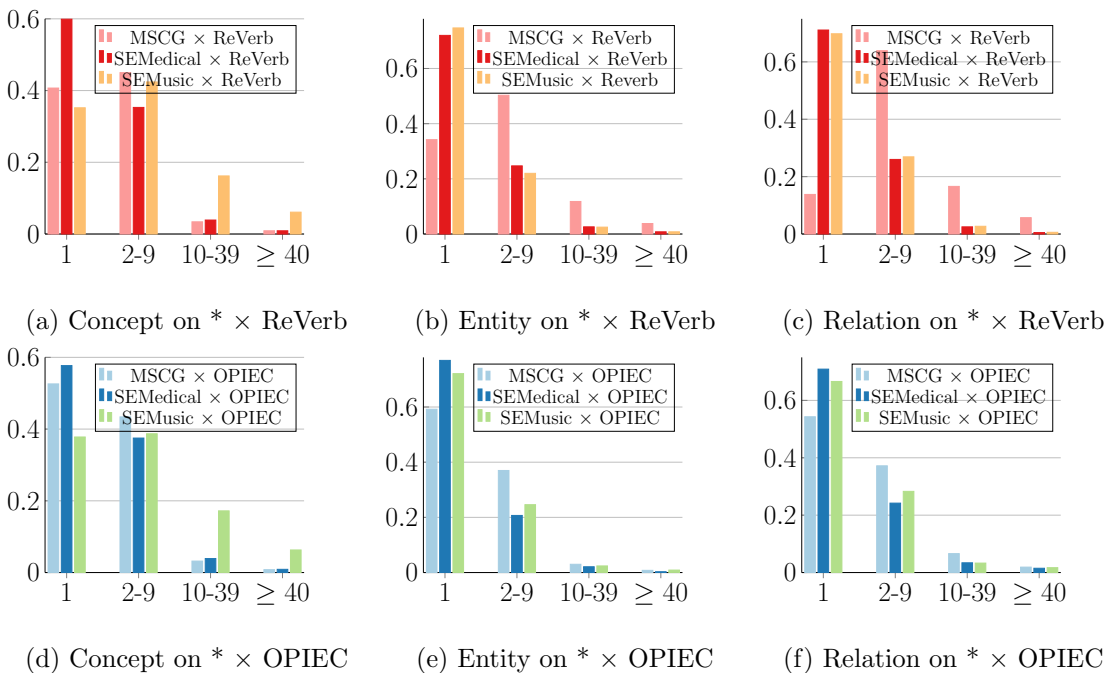 0.6
0.4
0.2
0
MSCG × ReVerb
SEMedical × ReVerb
SEMusic × ReVerb
1 2-9 10-39 ≥ 40
(a) Concept on * × ReVerb
0.6
0.4
0.2
0
MSCG × ReVerb
SEMedical × ReVerb
SEMusic × Reverb
1 2-9 10-39 ≥ 40
(b) Entity on * × ReVerb
0.6
0.4
0.2
0
MSCG × ReVerb
SEMedical × ReVerb
SEMusic × ReVerb
1 2-9 10-39 ≥ 40
(c) Relation on * × ReVerb
0.6
0.4
0.2
0
MSCG × OPIEC
SEMedical × OPIEC
SEMusic × OPIEC
1 2-9 10-39 ≥ 40
(d) Concept on * × OPIEC
0.6
0.4
0.2
0
MSCG × OPIEC
SEMedical × OPIEC
SEMusic × OPIEC
1 2-9 10-39 ≥ 40
(e) Entity on * × OPIEC
0.6
0.4
0.2
0
MSCG × OPIEC
SEMedical × OPIEC
SEMusic × OPIEC
1 2-9 10-39 ≥ 40
(f) Relation on * × OPIEC